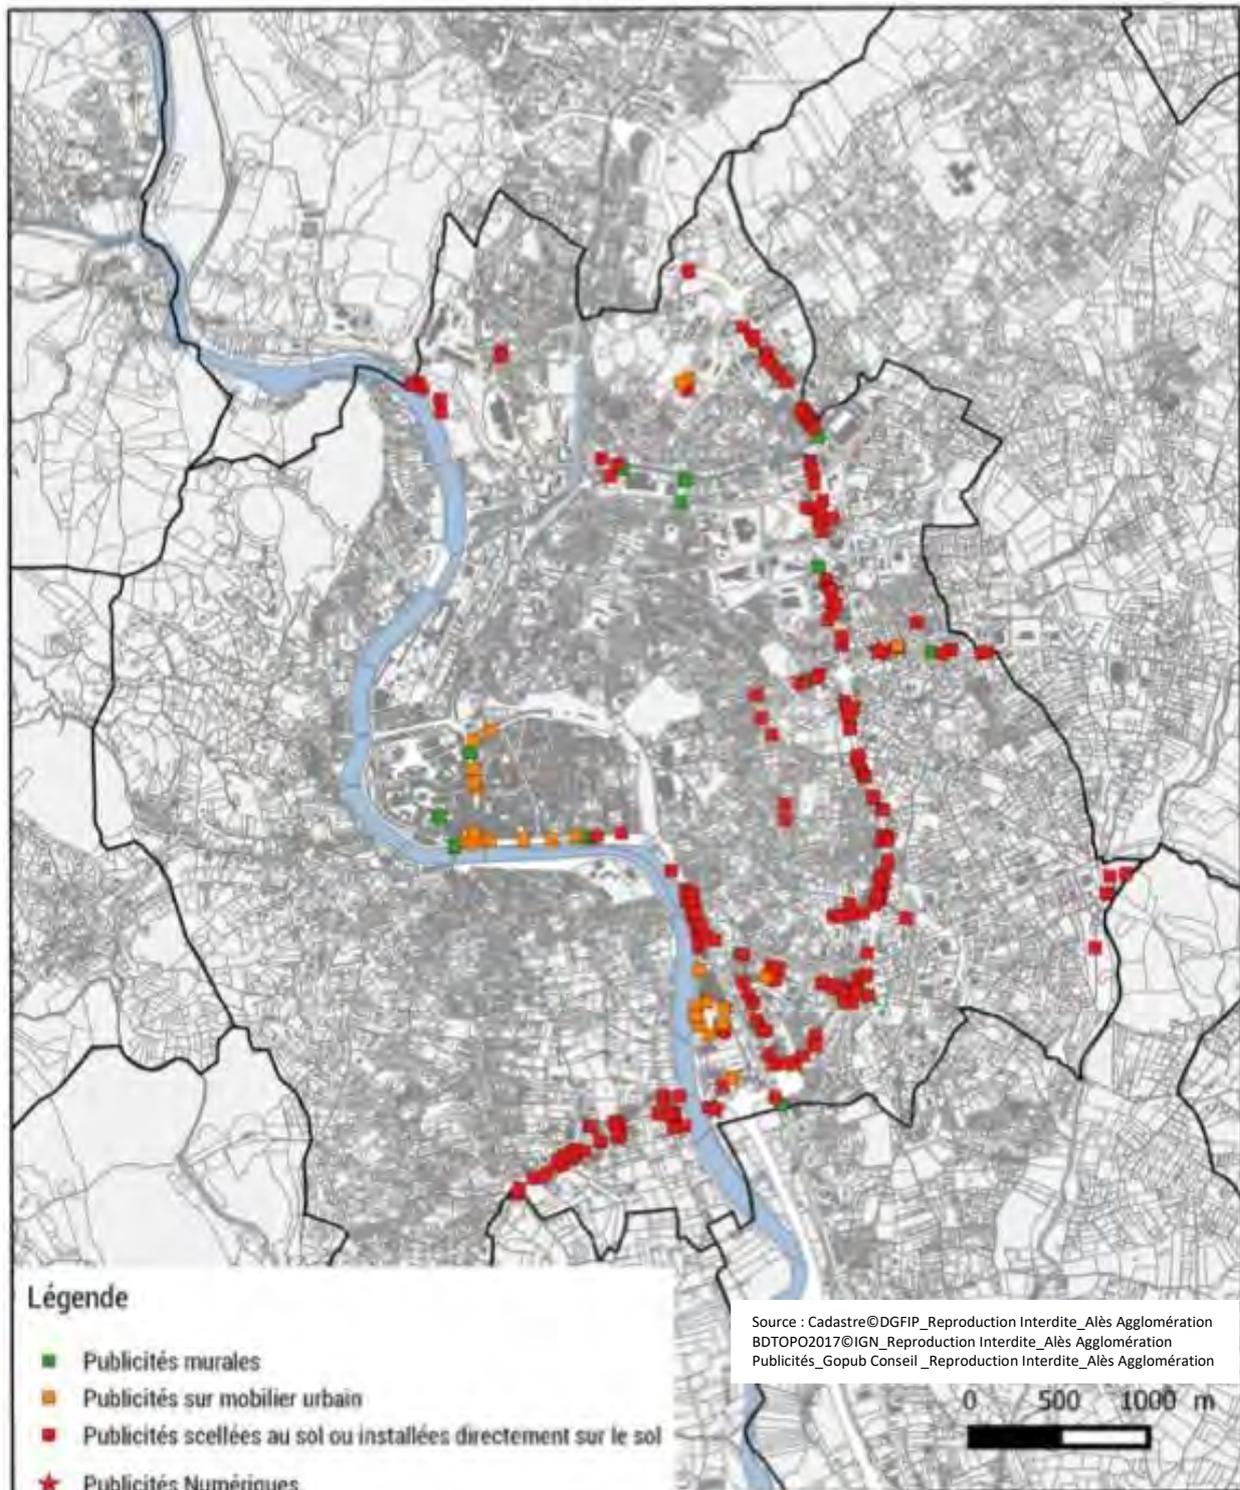 Légende
Publicités murales
Publicités sur mobilier urbain
Publicités scellées au sol ou installées directement sur le sol
Publicités Numériques
Source : Cadastre©DGFIP_Reproduction Interdite_Alès Agglomération
BDTOPO2017©IGN_Reproduction Interdite_Alès Agglomération
Publicités_Gopub Conseil _Reproduction Interdite_Alès Agglomération
0 500 1000 m